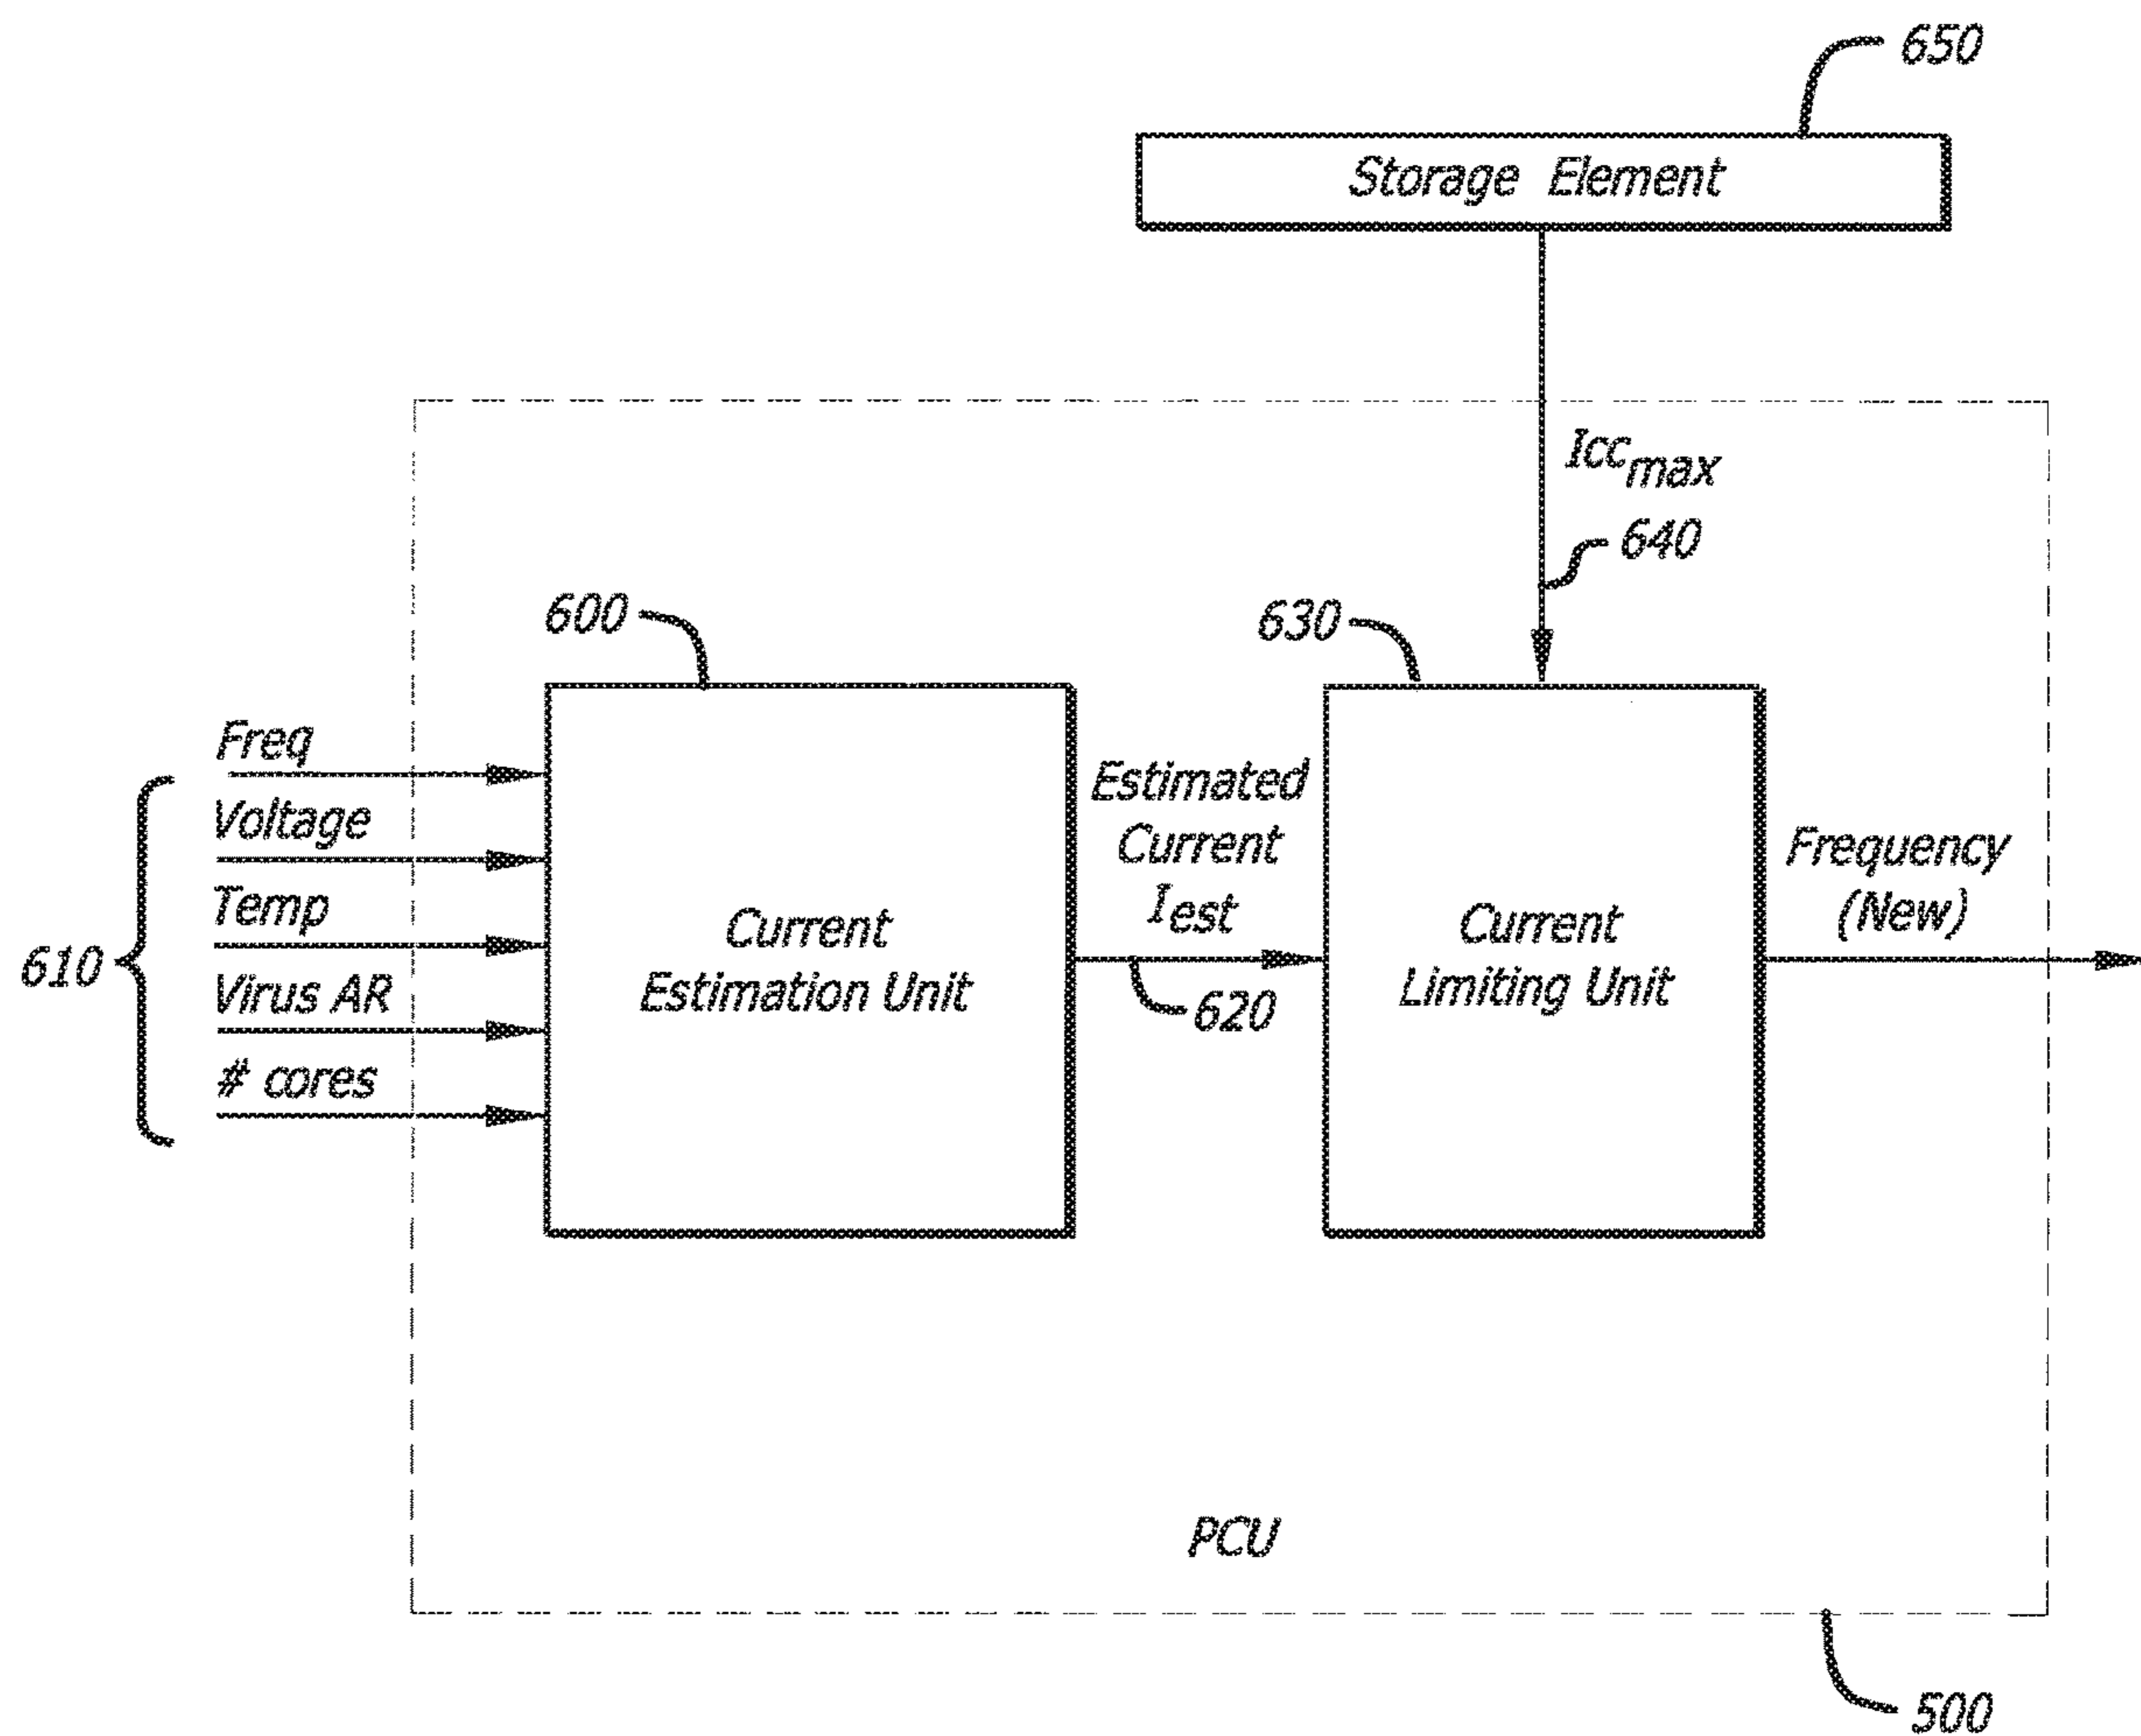 650
Storage Element
Icc max
640
600
630
Freq
Voltage
Temp
Virus AR
# cores
610
Current
Estimation Unit
Estimated
Current
Iest
620
Current
Limiting Unit
Frequency
(New)
PCU
500